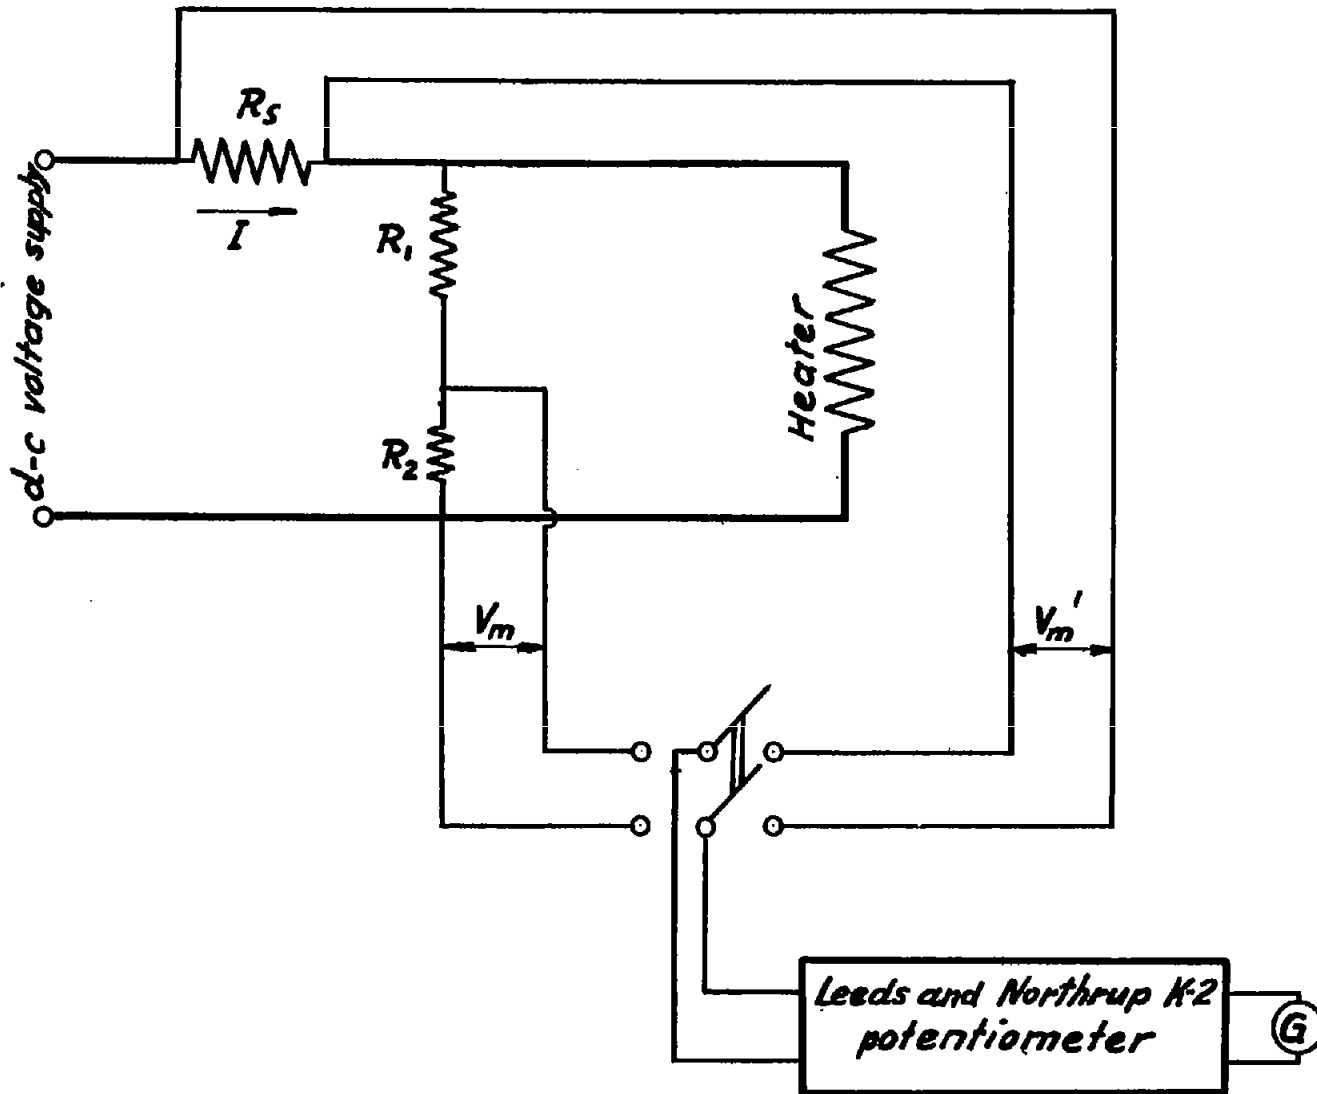 R_S
I
d-c voltage supply
R_1
R_2
Heater
V_m
V_m'
Leeds and Northrup K-2
potentiometer
G